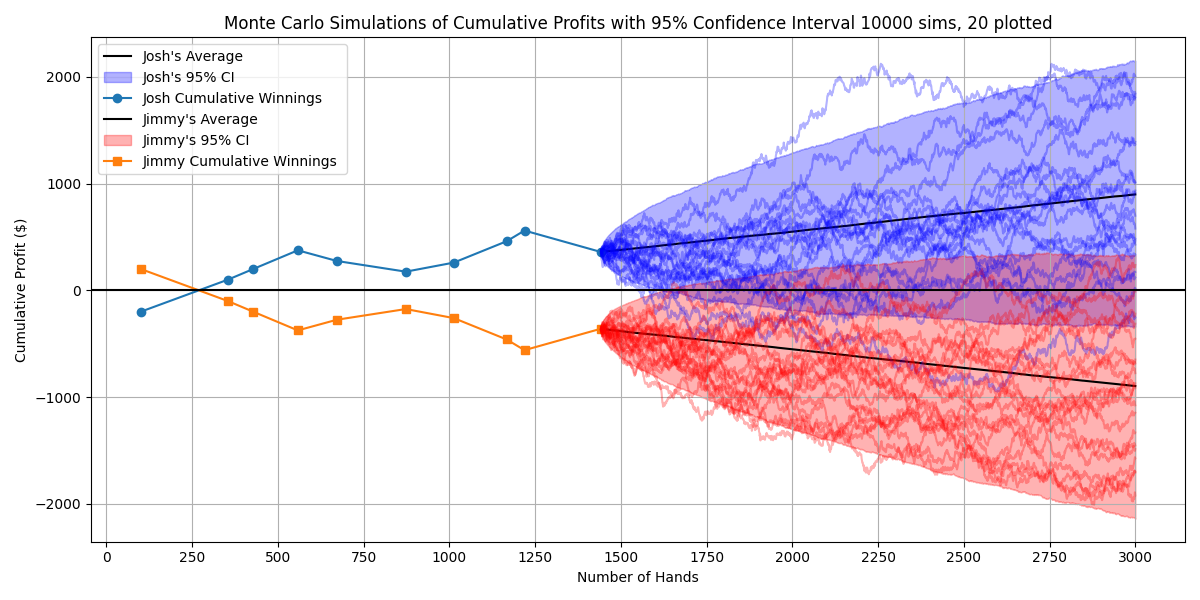 Monte Carlo Simulations of Cumulative Profits with 95% Confidence Interval 10000 sims, 20 plotted
Josh's Average
Josh's 95% CI
Josh Cumulative Winnings
Jimmy's Average
Jimmy's 95% CI
Jimmy Cumulative Winnings
Cumulative Profit ($)
2000
1000
0
−1000
−2000
0 250 500 750 1000 1250 1500 1750 2000 2250 2500 2750 3000
Number of Hands